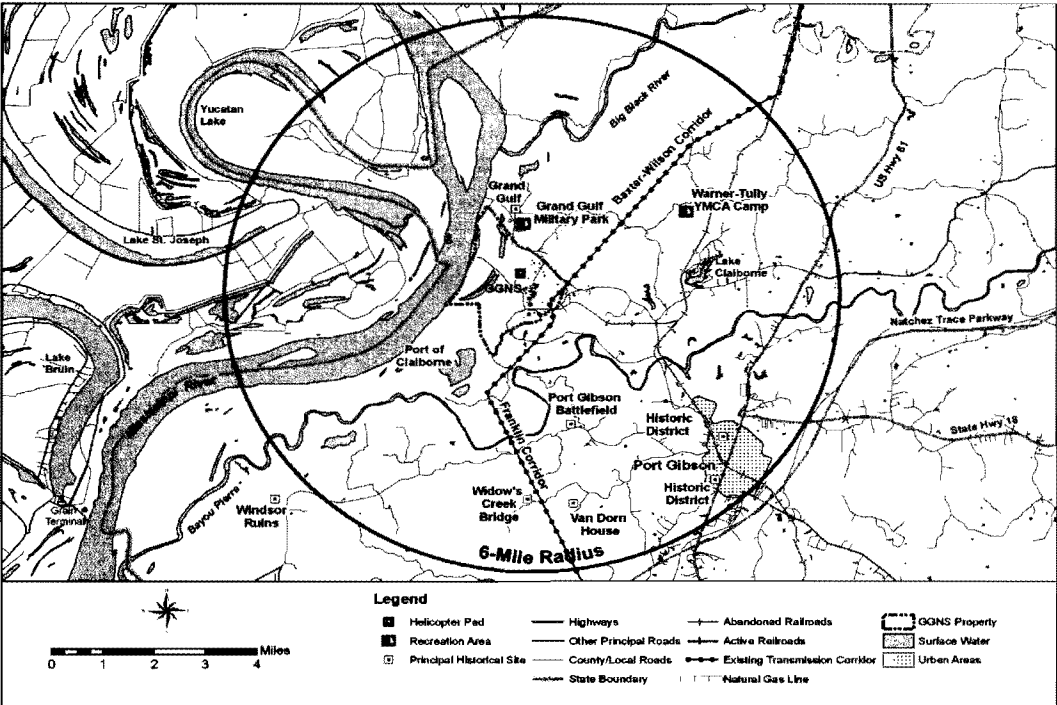 Yucatan
Lake
Big Black River
Baxter-Wilson Corridor
US Hwy 61
Grand
Gulf
Grand Gulf
Military Park
Warner-Tully
YMCA Camp
Lake St. Joseph
GGNS
Lake
Claiborne
Natchez Trace Parkway
Lake
Bruin
Port of
Claiborne
Mississippi River
Port Gibson
Battlefield
Historic
District
State Hwy 18
Franklin Corridor
Port Gibson
Historic
District
Grain
Terminal
Bayou Pierre
Windsor
Ruins
Widow's
Creek
Bridge
Van Dorn
House
6-Mile Radius
Legend
Helicopter Pad
Highways
Abandoned Railroads
GGNS Property
Recreation Area
Other Principal Roads
Active Railroads
Surface Water
Principal Historical Site
County/Local Roads
Existing Transmission Corridor
Urban Areas
State Boundary
Natural Gas Line
Miles
0 1 2 3 4